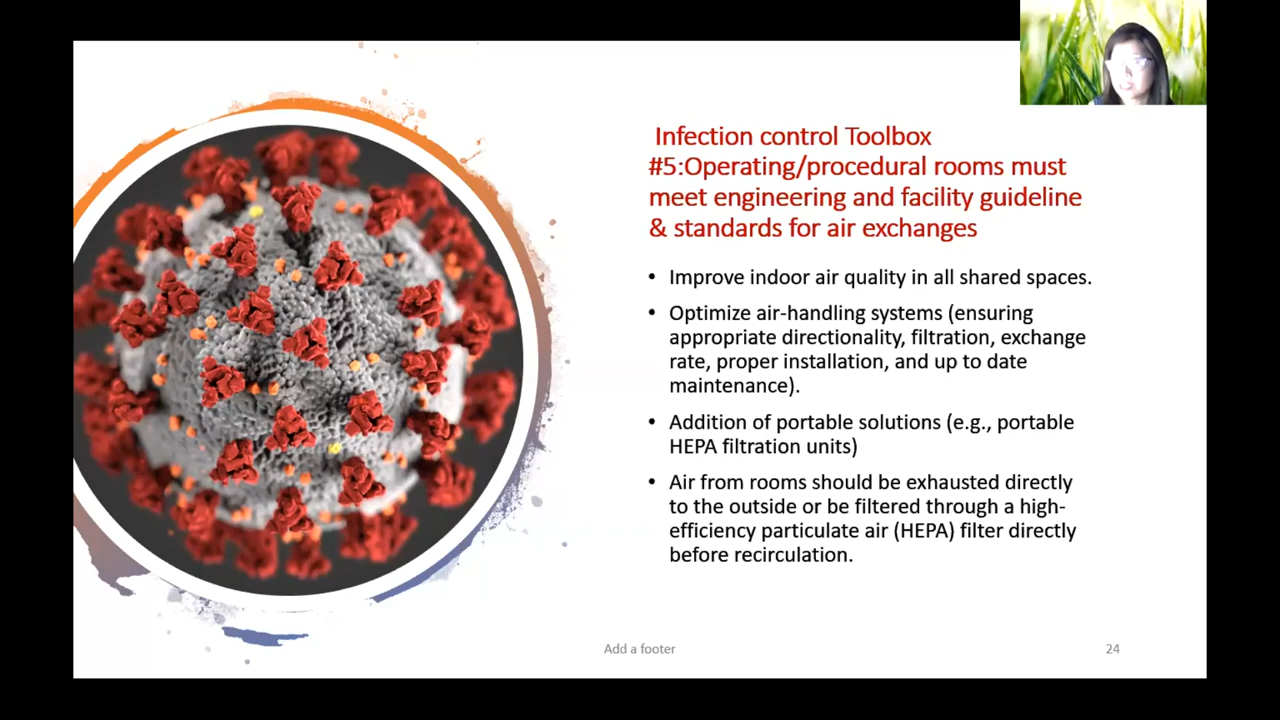 Infection control Toolbox
#5:Operating/procedural rooms must
meet engineering and facility guideline
& standards for air exchanges
• Improve indoor air quality in all shared spaces.
• Optimize air-handling systems (ensuring
appropriate directionality, filtration, exchange
rate, proper installation, and up to date
maintenance).
• Addition of portable solutions (e.g., portable
HEPA filtration units)
• Air from rooms should be exhausted directly
to the outside or be filtered through a high-
efficiency particulate air (HEPA) filter directly
before recirculation.
Add a footer
24